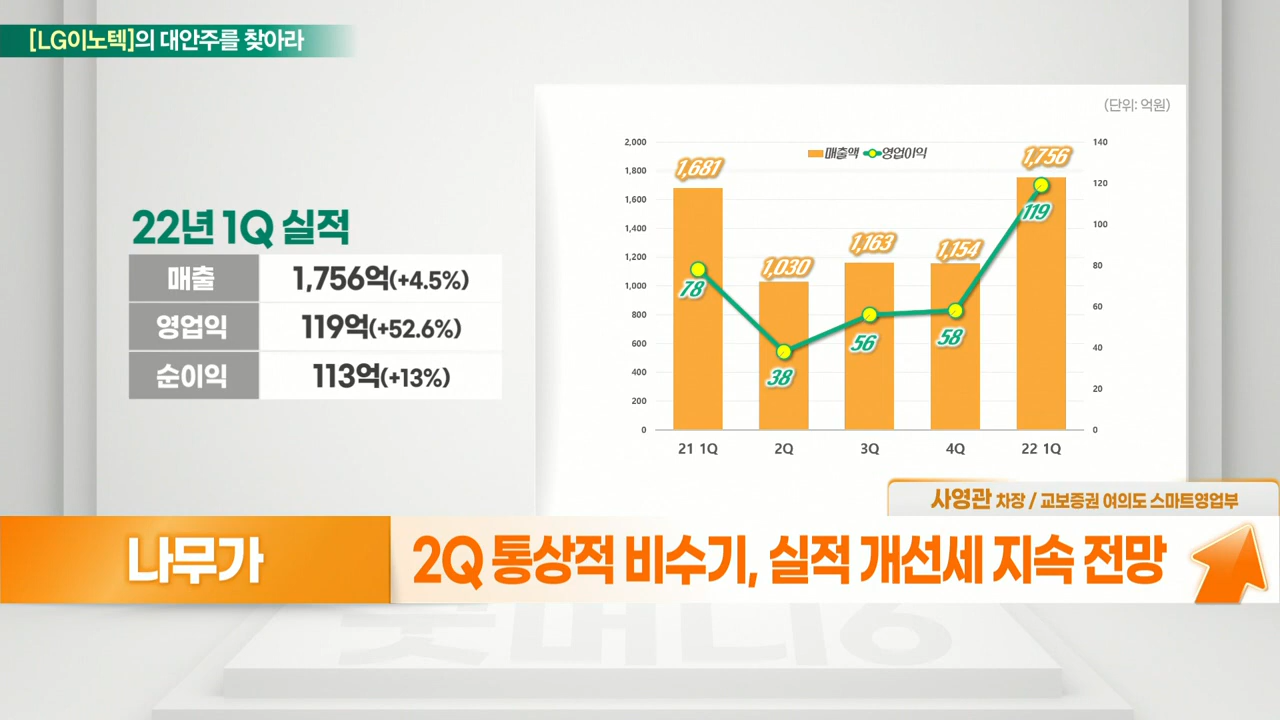 [LG이노텍]의 대안주를 찾아라
(단위: 억원)
22년 1Q 실적
매출 1,756억(+4.5%)
영업익 119억(+52.6%)
순이익 113억(+13%)
매출액 영업이익
2,000
1,800
1,600
1,400
1,200
1,000
800
600
400
200
0
140
120
100
80
60
40
20
0
1,681
1,030
1,163
1,154
1,756
78
38
56
58
119
21 1Q 2Q 3Q 4Q 22 1Q
사영관 차장 / 교보증권 여의도 스마트영업부
나무가
2Q 통상적 비수기, 실적 개선세 지속 전망